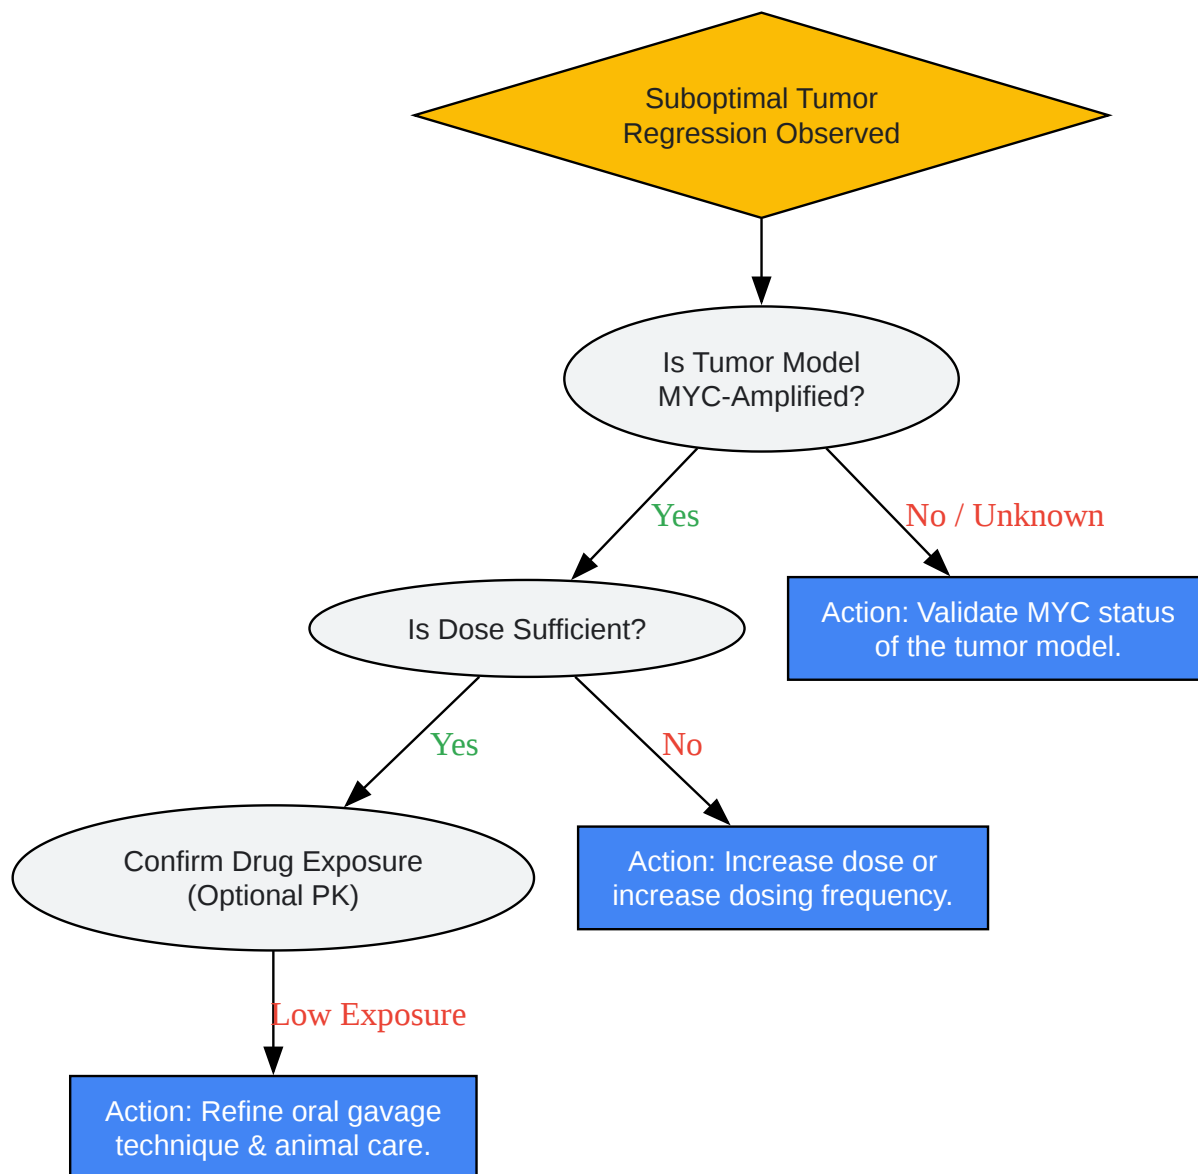 Suboptimal Tumor
Regression Observed
Is Tumor Model
MYC-Amplified?
Yes
No / Unknown
Is Dose Sufficient?
Action: Validate MYC status
of the tumor model.
Yes
No
Confirm Drug Exposure
(Optional PK)
Action: Increase dose or
increase dosing frequency.
Low Exposure
Action: Refine oral gavage
technique & animal care.